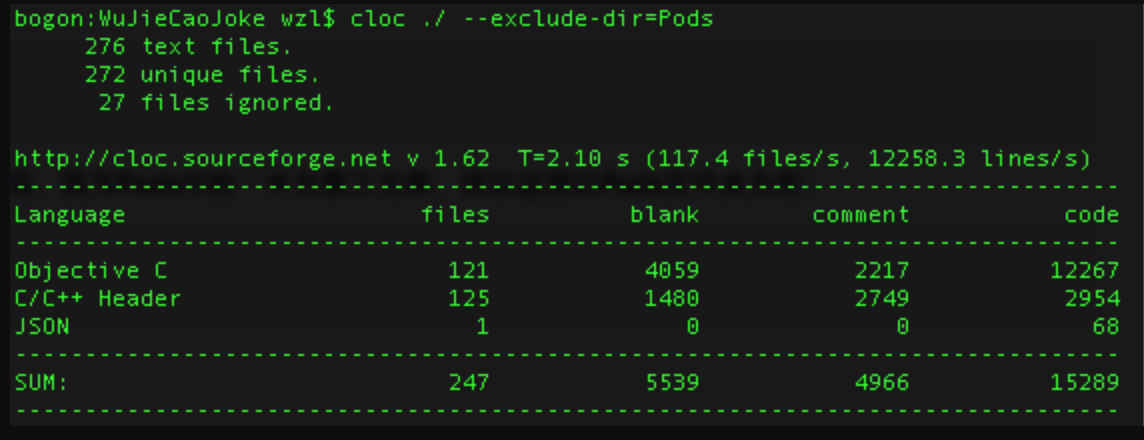 bogon:WuJieCaoJoke wzl$ cloc ./ --exclude-dir=Pods
276 text files.
272 unique files.
27 files ignored.
http://cloc.sourceforge.net v 1.62  T=2.10 s (117.4 files/s, 12258.3 lines/s)
-------------------------------------------------------------------------------
Language                     files          blank        comment           code
-------------------------------------------------------------------------------
Objective C                    121           4059           2217          12267
C/C++ Header                   125           1480           2749           2954
JSON                             1              0              0             68
-------------------------------------------------------------------------------
SUM:                           247           5539           4966          15289
-------------------------------------------------------------------------------